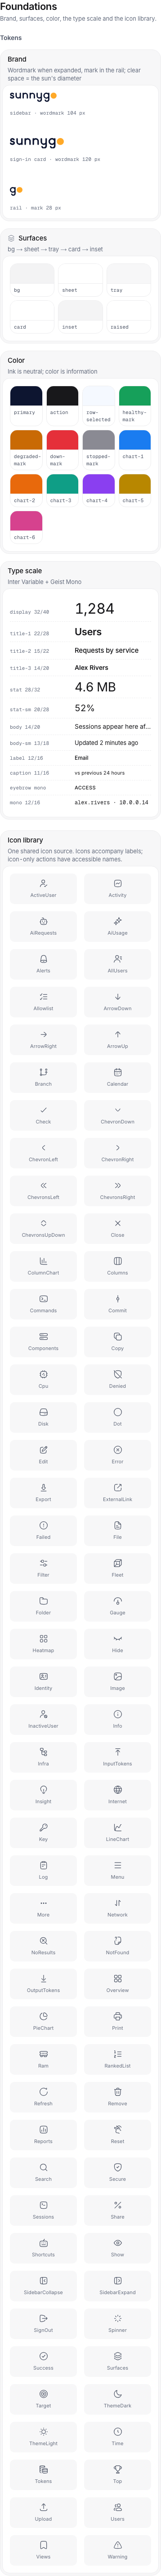 Foundations
Brand, surfaces, color, the type scale and the icon library.
Tokens
Brand
Wordmark when expanded, mark in the rail; clear
space = the sun's diameter
sunnyg
sidebar · wordmark 104 px
sunnyg
sign-in card · wordmark 120 px
g
rail · mark 28 px
Surfaces
bg → sheet → tray → card → inset
bg
sheet
tray
card
inset
raised
Color
Ink is neutral; color is information
primary
action
row-
selected
healthy-
mark
degraded-
mark
down-
mark
stopped-
mark
chart-1
chart-2
chart-3
chart-4
chart-5
chart-6
Type scale
Inter Variable + Geist Mono
display 32/40
1,284
title-1 22/28
Users
title-2 15/22
Requests by service
title-3 14/20
Alex Rivers
stat 28/32
4.6 MB
stat-sm 20/28
52%
body 14/20
Sessions appear here af…
body-sm 13/18
Updated 2 minutes ago
label 12/16
Email
caption 11/16
vs previous 24 hours
eyebrow mono
ACCESS
mono 12/16
alex.rivers · 10.0.0.14
Icon library
One shared icon source. Icons accompany labels;
icon-only actions have accessible names.
ActiveUser
Activity
AiRequests
AiUsage
Alerts
AllUsers
Allowlist
ArrowDown
ArrowRight
ArrowUp
Branch
Calendar
Check
ChevronDown
ChevronLeft
ChevronRight
ChevronsLeft
ChevronsRight
ChevronsUpDown
Close
ColumnChart
Columns
Commands
Commit
Components
Copy
Cpu
Denied
Disk
Dot
Edit
Error
Export
ExternalLink
Failed
File
Filter
Fleet
Folder
Gauge
Heatmap
Hide
Identity
Image
InactiveUser
Info
Infra
InputTokens
Insight
Internet
Key
LineChart
Log
Menu
More
Network
NoResults
NotFound
OutputTokens
Overview
PieChart
Print
Ram
RankedList
Refresh
Remove
Reports
Reset
Search
Secure
Sessions
Share
Shortcuts
Show
SidebarCollapse
SidebarExpand
SignOut
Spinner
Success
Surfaces
Target
ThemeDark
ThemeLight
Time
Tokens
Top
Upload
Users
Views
Warning